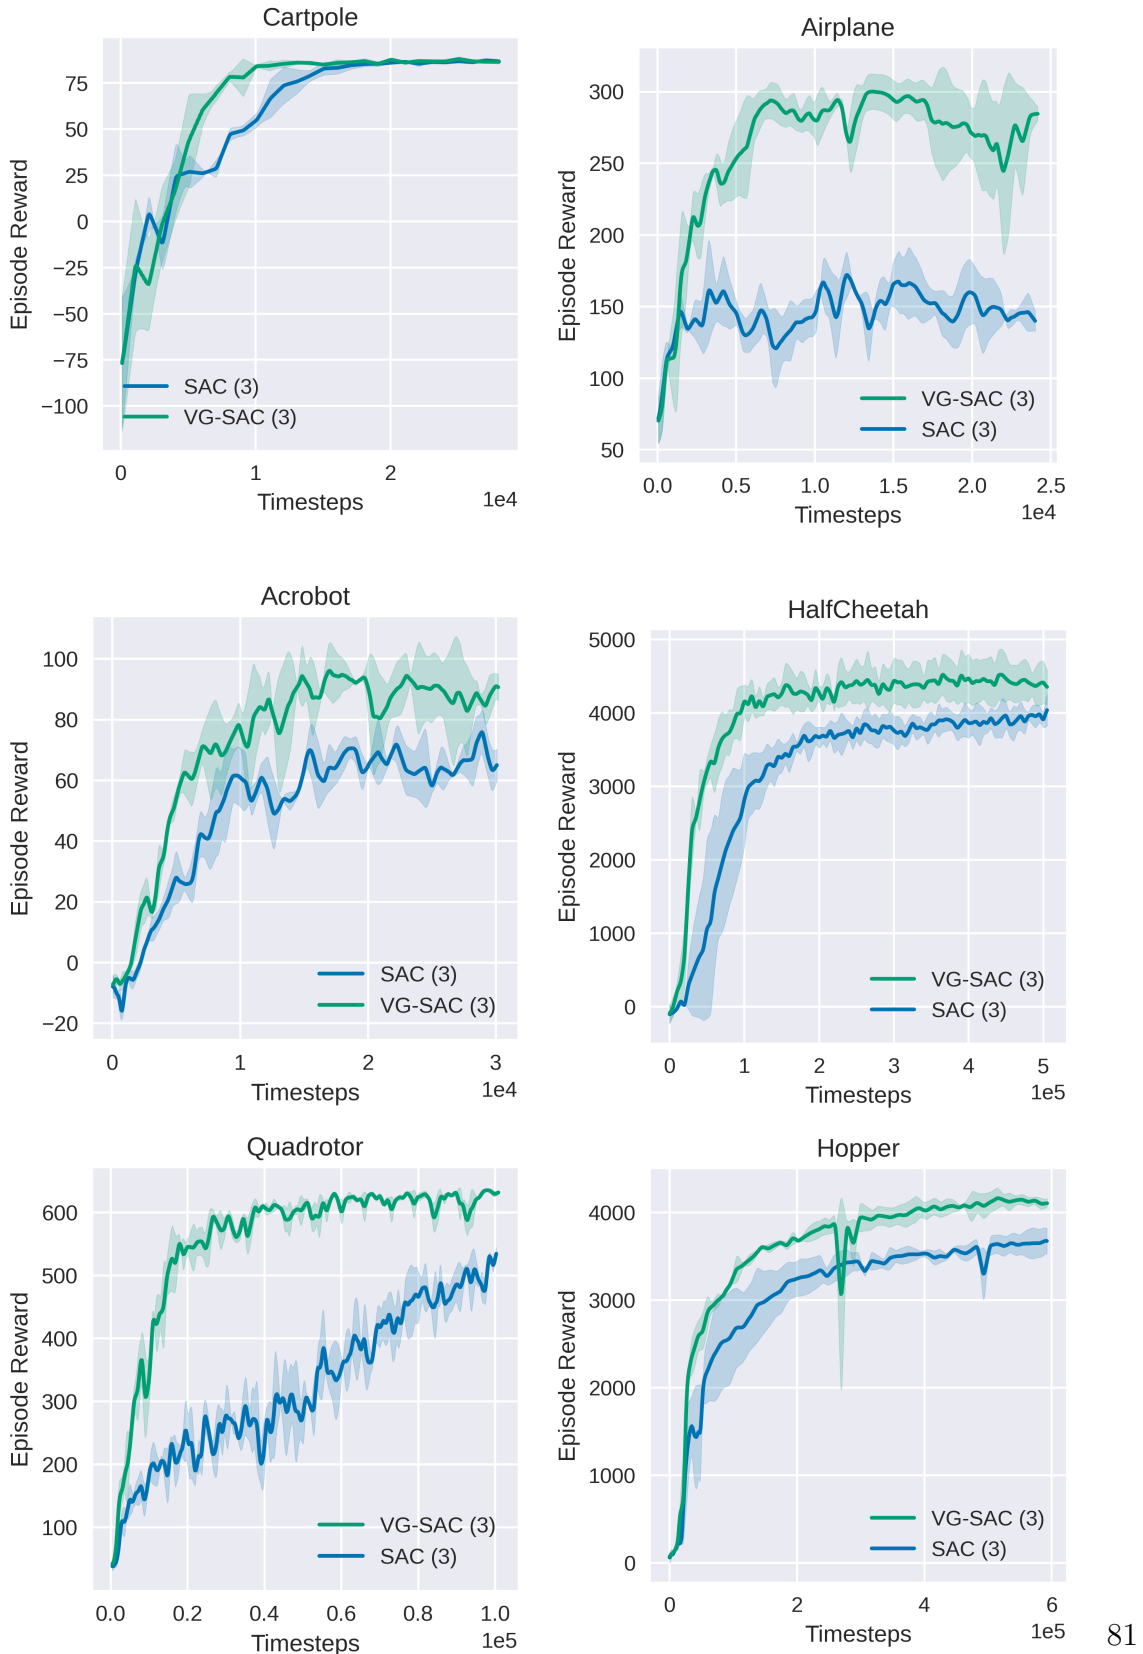 Cartpole
75
50
25
0
−25
−50
−75
−100
Episode Reward
SAC (3)
VG-SAC (3)
0 1 2
1e4
Timesteps
Airplane
300
250
200
150
100
50
Episode Reward
VG-SAC (3)
SAC (3)
0.0 0.5 1.0 1.5 2.0 2.5
1e4
Timesteps
Acrobot
100
80
60
40
20
0
−20
Episode Reward
SAC (3)
VG-SAC (3)
0 1 2 3
1e4
Timesteps
HalfCheetah
5000
4000
3000
2000
1000
0
Episode Reward
VG-SAC (3)
SAC (3)
0 1 2 3 4 5
1e5
Timesteps
Quadrotor
600
500
400
300
200
100
Episode Reward
VG-SAC (3)
SAC (3)
0.0 0.2 0.4 0.6 0.8 1.0
1e5
Timesteps
Hopper
4000
3000
2000
1000
0
Episode Reward
VG-SAC (3)
SAC (3)
0 2 4 6
1e5
Timesteps
81